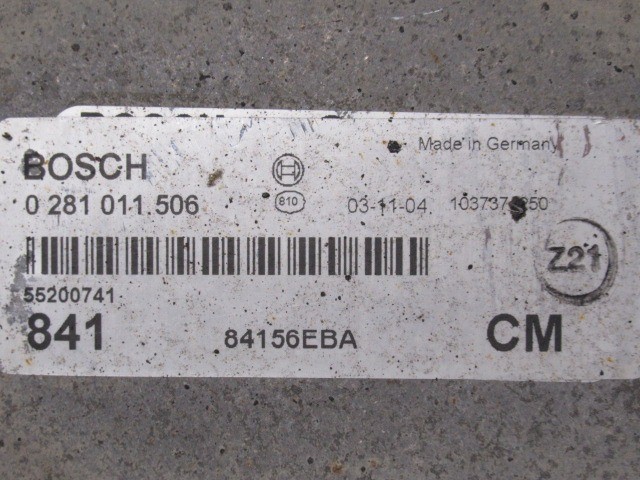 Made in Germany
BOSCH
0 281 011.506
810
03-11-04
Z21
55200741
841
84156EBA
CM